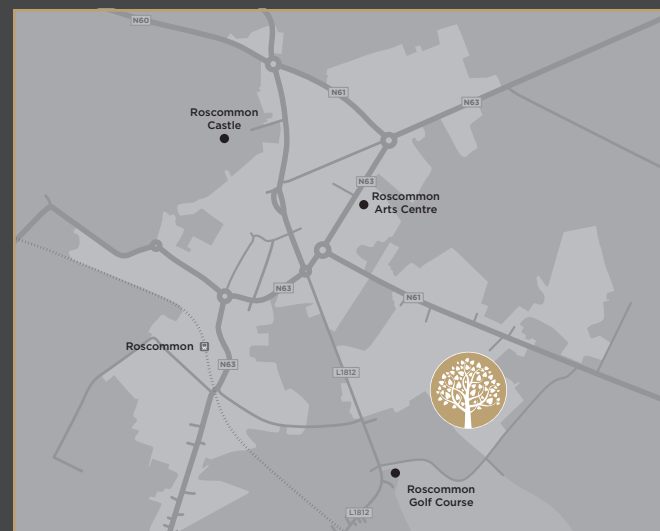 N60
N61
N63
Roscommon
Castle
N63
Roscommon
Arts Centre
N63
N61
Roscommon
N63
L1812
Roscommon
Golf Course
L1812